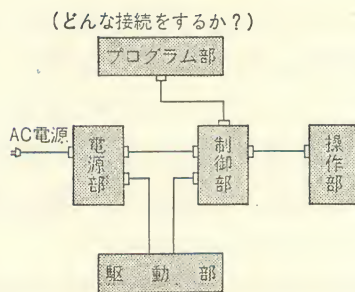 (どんな接続をするか?)
プログラム部
AC電源
電源部
制御部
操作部
駆動部